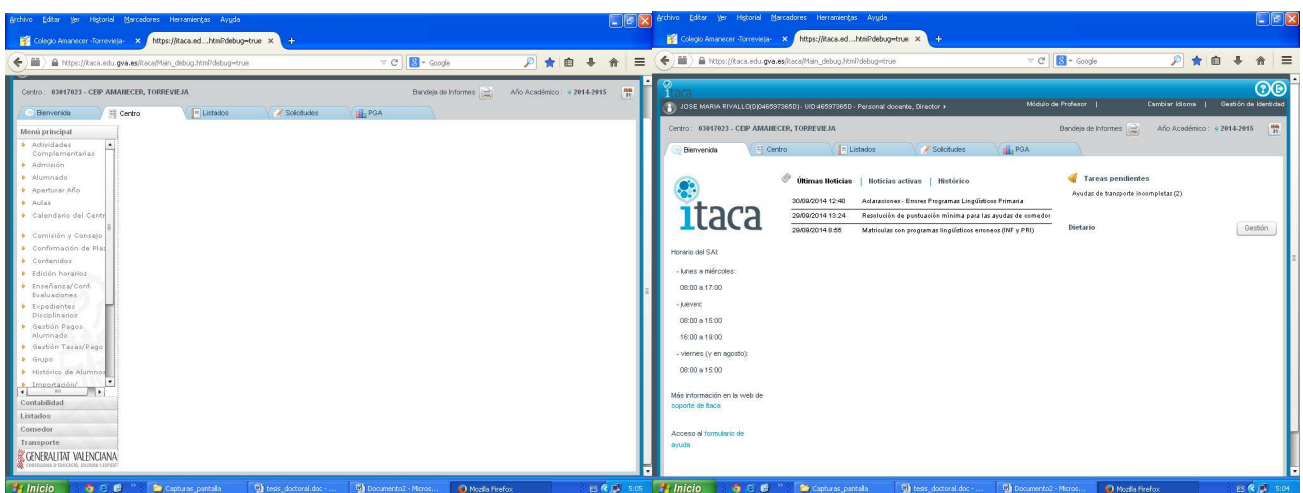 Archivo Editar Ver Historial Marcadores Herramientas Ayuda
Colegio Amanecer -Torrevieja- × https://itaca.ed....html?debug=true × +
https://itaca.edu.gva.es/itaca/Main_debug.html?debug=true Google
Centro: 03017023 - CEIP AMANECER, TORREVIEJA Bandeja de Informes Año Académico: 2014-2015
Bienvenida Centro Listados Solicitudes PGA
Menú principal
Actividades
Complementarias
Admisión
Alumnado
Aperturar Año
Aulas
Calendario del Centr
Comisión y Consejo
Confirmación de Plaz
Contenidos
Edición horarios
Enseñanza/Conf.
Evaluaciones
Expedientes
Disciplinarios
Gestión Pagos
Alumnado
Gestión Tasas/Pago
Grupo
Histórico de Alumnos
Importación/
Contabilidad
Listados
Comedor
Transporte
GENERALITAT VALENCIANA
Inicio Capturas_pantalla tesis_doctoral.doc - ... Documento2 - Micros... Mozilla Firefox ES 5:05
Archivo Editar Ver Historial Marcadores Herramientas Ayuda
Colegio Amanecer -Torrevieja- × https://itaca.ed....html?debug=true × +
https://itaca.edu.gva.es/itaca/Main_debug.html?debug=true Google
itaca
JOSE MARIA RIVALLO(D)(046597365D) - UID:46597365D - Personal docente, Director Módulo de Profesor | Cambiar Idioma | Gestión de Identidad
Centro: 03017023 - CEIP AMANECER, TORREVIEJA Bandeja de Informes Año Académico: 2014-2015
Bienvenida Centro Listados Solicitudes PGA
itaca
Últimas Noticias | Noticias activas | Histórico
30/09/2014 12:40 Aclaraciones - Errores Programas Lingüísticos Primaria
29/09/2014 13:24 Resolución de puntuación mínima para las ayudas de comedor
29/09/2014 8:55 Matriculas con programas lingüísticos erroneos (INF y PRI)
Tareas pendientes
Ayudas de transporte incompletas (2)
Dietario Gestión
Horario del SAI:
- lunes a miércoles:
08:00 a 17:00
- jueves:
08:00 a 15:00
16:00 a 19:00
- viernes (y en agosto):
08:00 a 15:00
Más información en la web de
soporte de Itaca
Acceso al formulario de
ayuda
Inicio Capturas_pantalla tesis_doctoral.doc - ... Documento2 - Micros... Mozilla Firefox ES 5:04